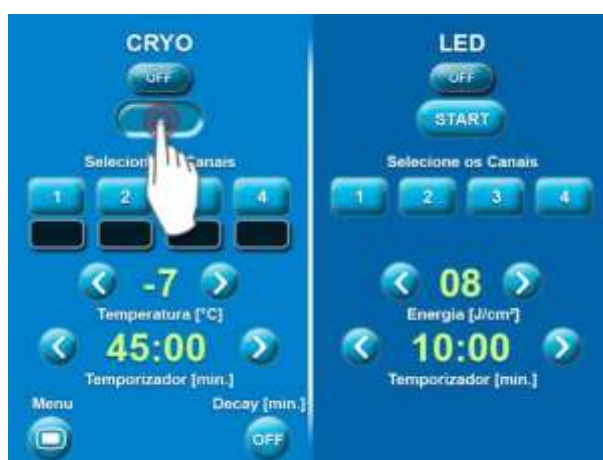 CRYO
OFF
Selecion Canais
1 2 4
-7
Temperatura [°C]
45:00
Temporizador [min.]
Menu
Decay [min.]
OFF
LED
OFF
START
Selecione os Canais
1 2 3 4
08
Energia [J/cm²]
10:00
Temporizador [min.]